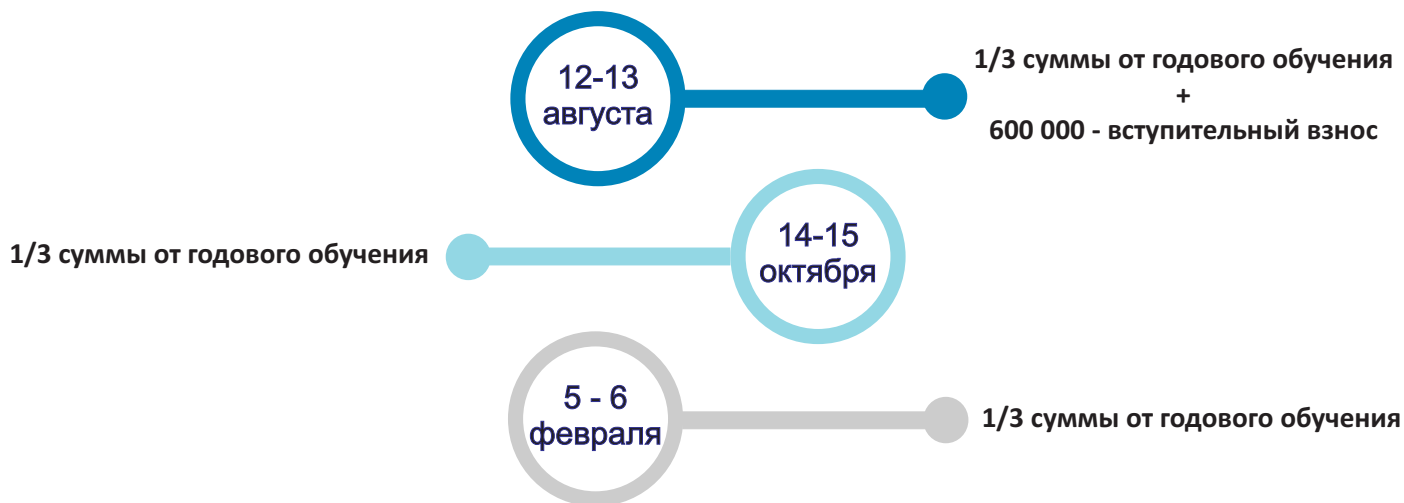 12-13
августа
1/3 суммы от годового обучения
+
600 000 - вступительный взнос
1/3 суммы от годового обучения
14-15
октября
5 - 6
февраля
1/3 суммы от годового обучения